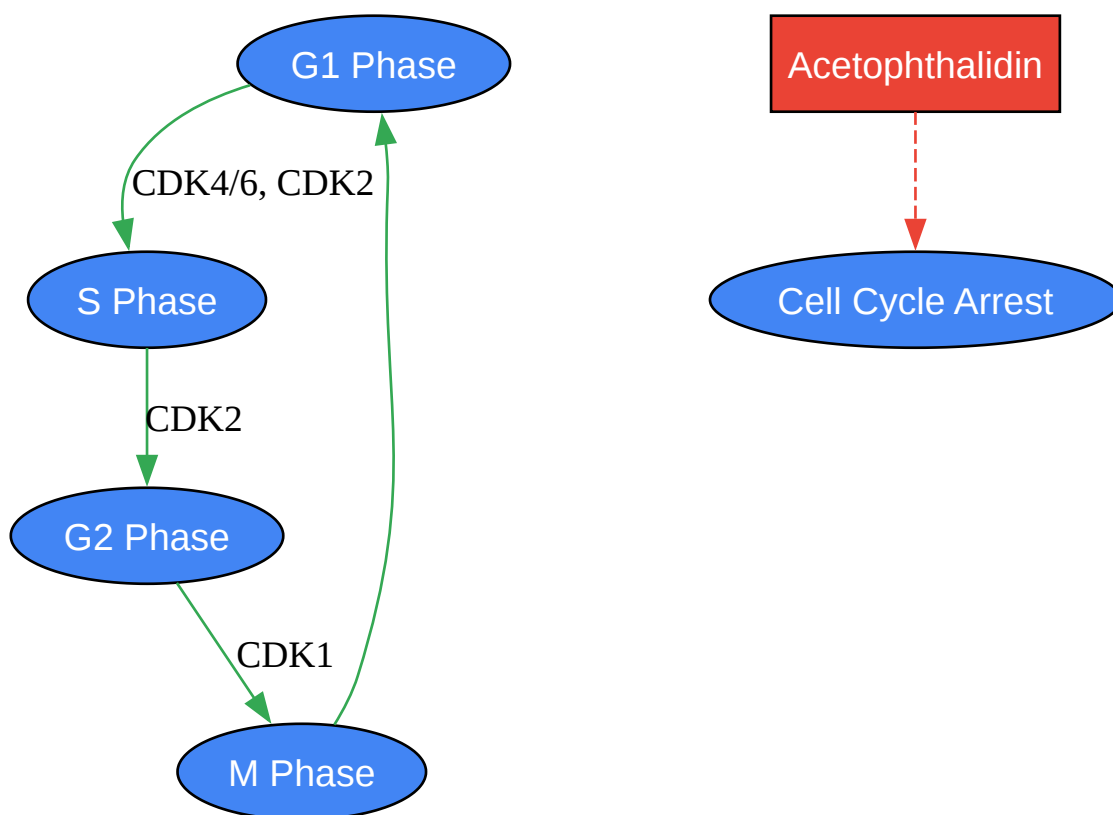 G1 Phase
Acetophthalidin
CDK4/6, CDK2
S Phase
Cell Cycle Arrest
CDK2
G2 Phase
CDK1
M Phase